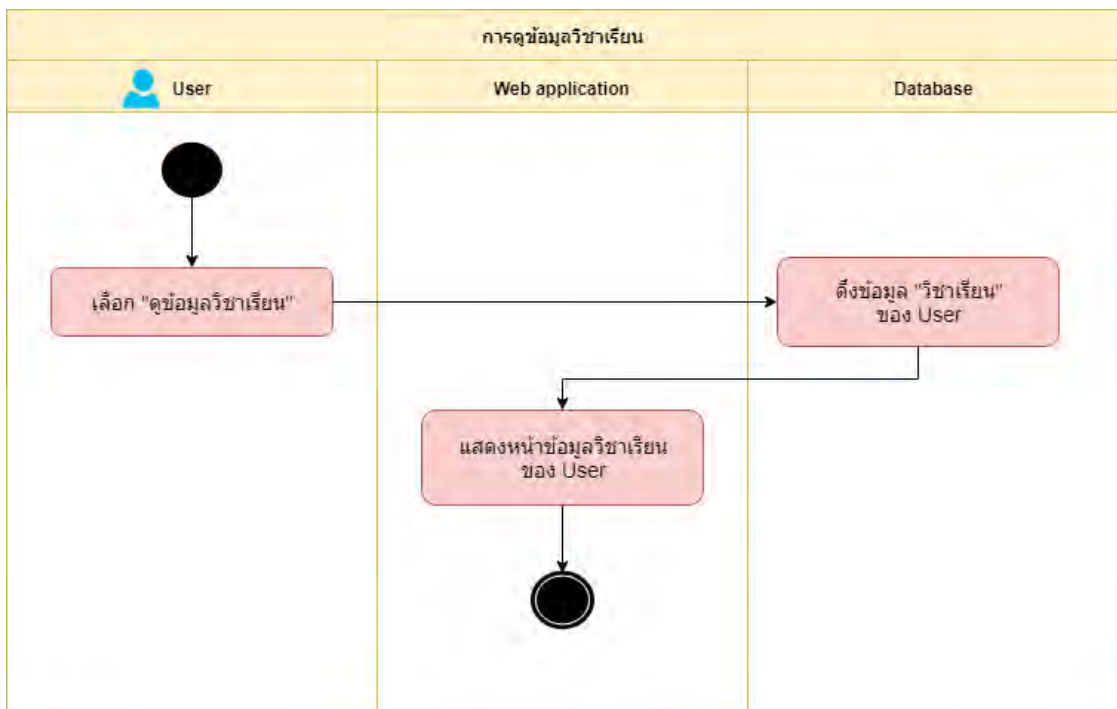 การดูข้อมูลวิชาเรียน
User
Web application
Database
เลือก "ดูข้อมูลวิชาเรียน"
ดึงข้อมูล "วิชาเรียน"
ของ User
แสดงหน้าข้อมูลวิชาเรียน
ของ User